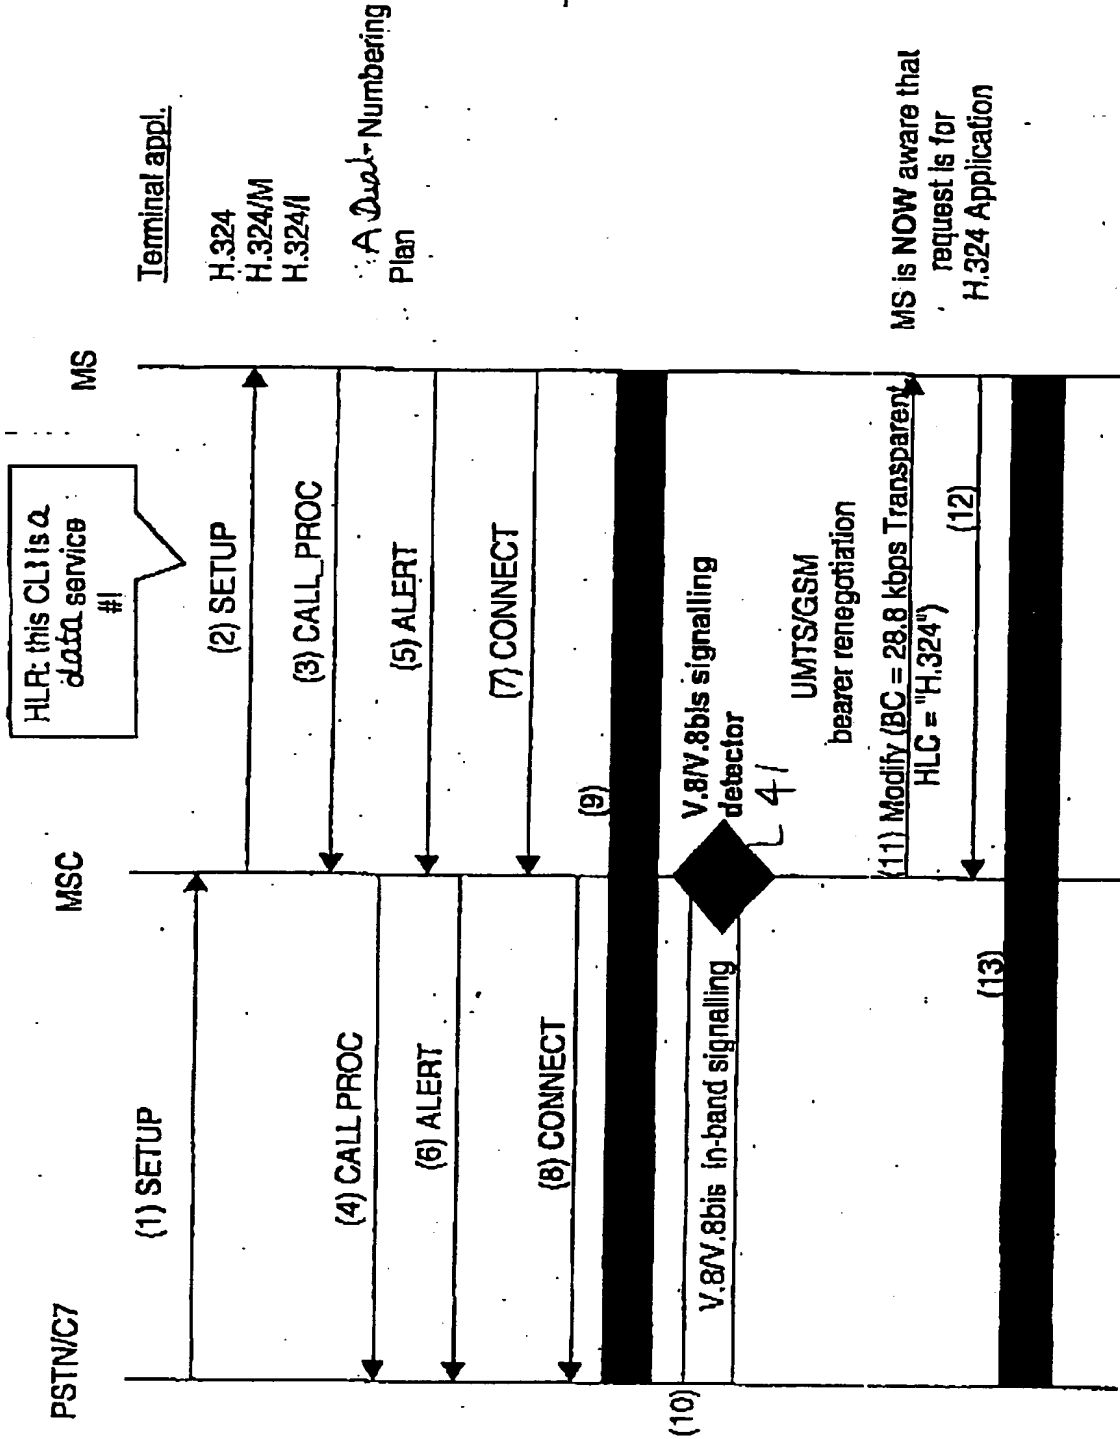 PSTN/C7
MSC
MS
HLR: this CLI is a
data service
#!
Terminal appl.
H.324
H.324/M
H.324/I
A Dual-Numbering
Plan
(1) SETUP
(2) SETUP
(3) CALL_PROC
(4) CALL PROC
(5) ALERT
(6) ALERT
(7) CONNECT
(8) CONNECT
(9)
(10)
V.8/V.8bis in-band signalling
V.8/V.8bis signalling
detector
41
UMTS/GSM
bearer renegotiation
(11) Modify (BC = 28.8 kbps Transparent,
HLC = "H.324")
(12)
(13)
MS is NOW aware that
request is for
H.324 Application